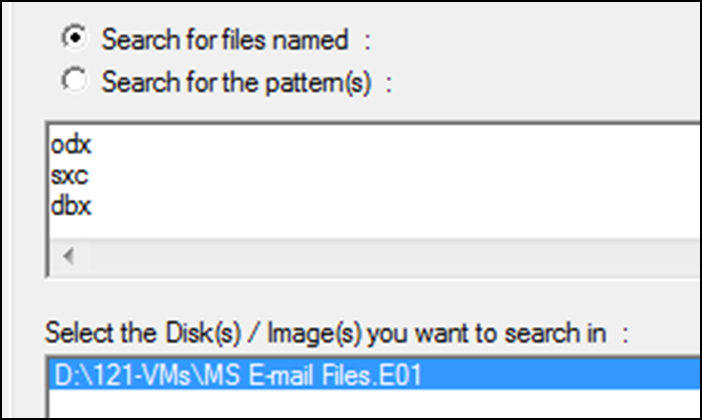 Search for files named :
Search for the pattern(s) :
odx
sxc
dbx
Select the Disk(s) / Image(s) you want to search in :
D:\121-VMs\MS E-mail Files.E01